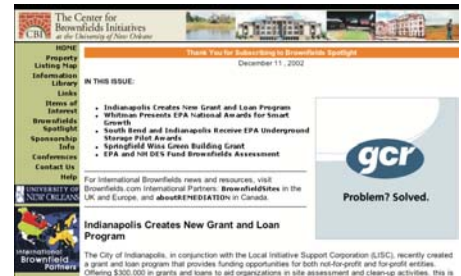 The Center for
Brownfields Initiatives
at the University of New Orleans
CBI
HOME
Property
Listing Map
Information
Library
Links
Items of
Interest
Brownfields
Spotlight
Sponsorship
Info
Conferences
Contact Us
Help
UNIVERSITY OF
NEW ORLEANS
International
Brownfield
Partners
Thank You for Subscribing to Brownfields Spotlight
December 11 , 2002
IN THIS ISSUE:
• Indianapolis Creates New Grant and Loan Program
• Whitman Presents EPA National Awards for Smart
Growth
• South Bend and Indianapolis Receive EPA Underground
Storage Pilot Awards
• Springfield Wins Green Building Grant
• EPA and NH DES Fund Brownfields Assessment
For International Brownfields news and resources, visit
Brownfields.com International Partners: BrownfieldSites in the
UK and Europe, and aboutREMEDIATION in Canada.
gcr
Problem? Solved.
Indianapolis Creates New Grant and Loan
Program
The City of Indianapolis, in conjunction with the Local Initiative Support Corporation (LISC), recently created
a grant and loan program that provides funding opportunities for both not-for-profit and for-profit entities.
Offering $300,000 in grants and loans to aid organizations in site assessment and clean-up activities, this is